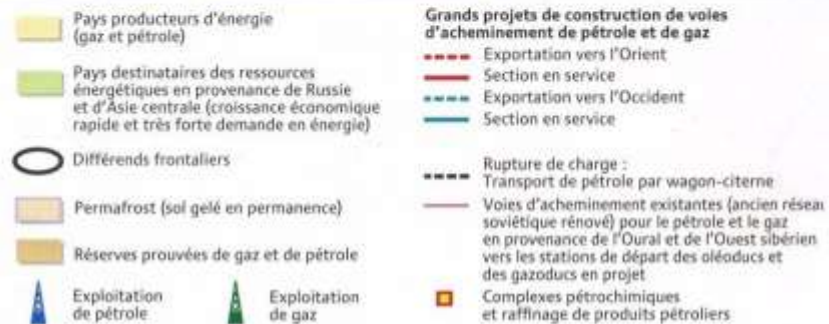 Pays producteurs d'énergie
(gaz et pétrole)
Pays destinataires des ressources
énergétiques en provenance de Russie
et d'Asie centrale (croissance économique
rapide et très forte demande en énergie)
Différends frontaliers
Permafrost (sol gelé en permanence)
Réserves prouvées de gaz et de pétrole
Exploitation
de pétrole
Exploitation
de gaz
Grands projets de construction de voies
d'acheminement de pétrole et de gaz
Exportation vers l'Orient
Section en service
Exportation vers l'Occident
Section en service
Rupture de charge :
Transport de pétrole par wagon-citerne
Voies d'acheminement existantes (ancien réseau
soviétique rénové) pour le pétrole et le gaz
en provenance de l'Oural et de l'Ouest sibérien
vers les stations de départ des oléoducs et
des gazoducs en projet
Complexes pétrochimiques
et raffinage de produits pétroliers